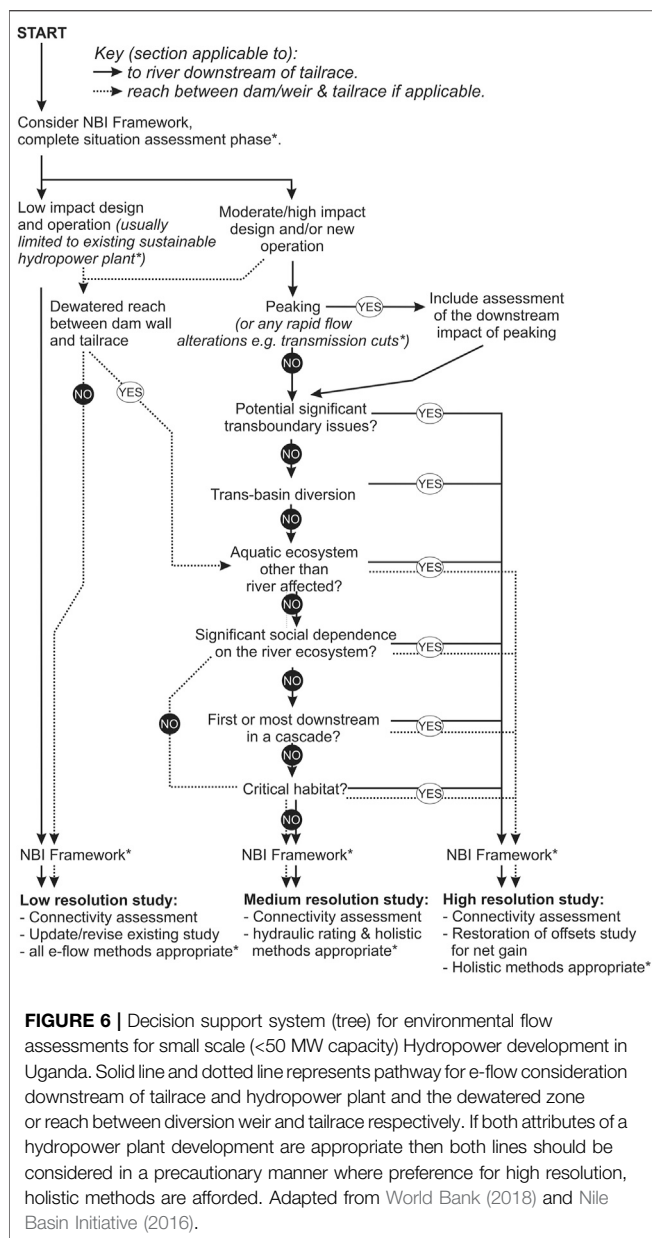 START
Key (section applicable to):
to river downstream of tailrace.
reach between dam/weir & tailrace if applicable.
Consider NBI Framework,
complete situation assessment phase*.
Low impact design
and operation (usually
limited to existing sustainable
hydropower plant*)
Moderate/high impact
design and/or new
operation
Dewatered reach
between dam wall
and tailrace
Peaking
(or any rapid flow
alterations e.g. transmission cuts*)
YES
Include assessment
of the downstream
impact of peaking
NO
NO
YES
Potential significant
transboundary issues?
YES
NO
Trans-basin diversion
YES
NO
Aquatic ecosystem
other than
river affected?
YES
NO
Significant social dependence
on the river ecosystem?
YES
NO
NO
First or most downstream
in a cascade?
YES
NO
Critical habitat?
YES
NO
NBI Framework*
NBI Framework*
NBI Framework*
Low resolution study:
- Connectivity assessment
- Update/revise existing study
- all e-flow methods appropriate*
Medium resolution study:
- Connectivity assessment
- hydraulic rating & holistic
methods appropriate*
High resolution study:
- Connectivity assessment
- Restoration of offsets study
for net gain
- Holistic methods appropriate*
FIGURE 6 | Decision support system (tree) for environmental flow
assessments for small scale (<50 MW capacity) Hydropower development in
Uganda. Solid line and dotted line represents pathway for e-flow consideration
downstream of tailrace and hydropower plant and the dewatered zone
or reach between diversion weir and tailrace respectively. If both attributes of a
hydropower plant development are appropriate then both lines should be
considered in a precautionary manner where preference for high resolution,
holistic methods are afforded. Adapted from World Bank (2018) and Nile
Basin Initiative (2016).